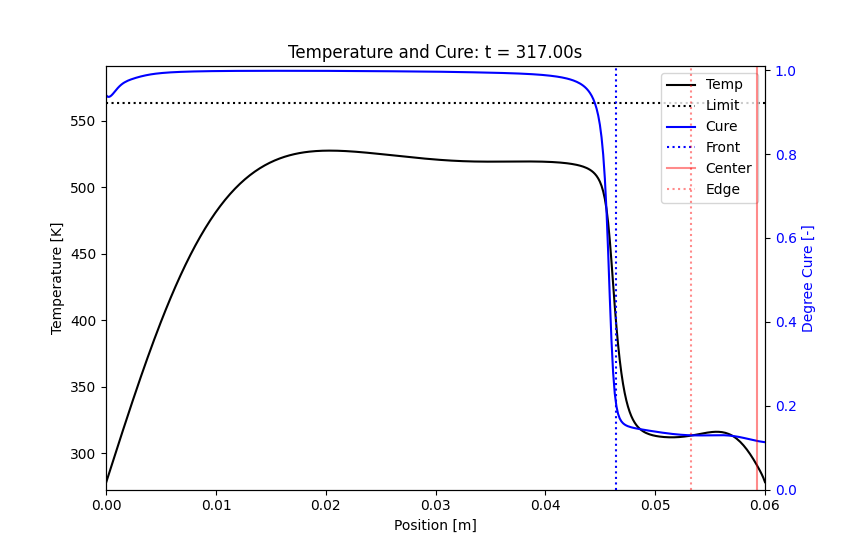 Temperature and Cure: t = 317.00s
Temperature [K]
550
500
450
400
350
300
Temp
Limit
Cure
Front
Center
Edge
1.0
0.8
0.6
0.4
0.2
0.0
Degree Cure [-]
0.00
0.01
0.02
0.03
0.04
0.05
0.06
Position [m]